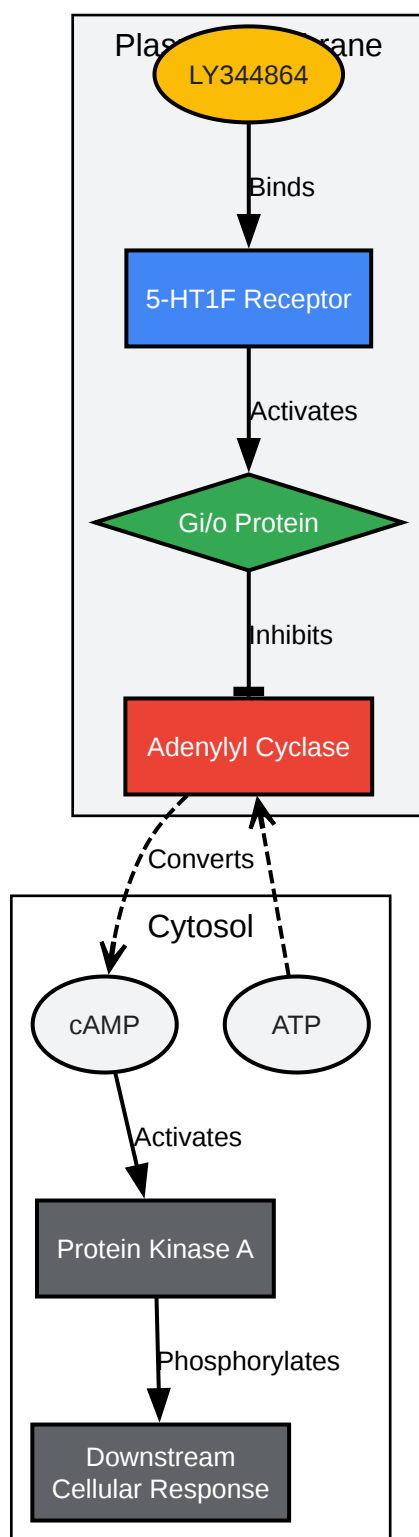 LY344864
Binds
5-HT1F Receptor
Activates
Gi/o Protein
Inhibits
Adenylyl Cyclase
Converts
Cytosol
cAMP
ATP
Activates
Protein Kinase A
Phosphorylates
Downstream
Cellular Response